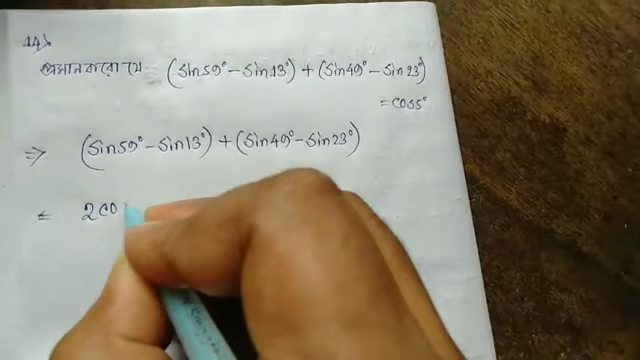 14)
প্রমান করো যে (sin59° - sin13°) + (sin49° - sin23°)
= cos5°
⇒ (sin59° - sin13°) + (sin49° - sin23°)
= 2co